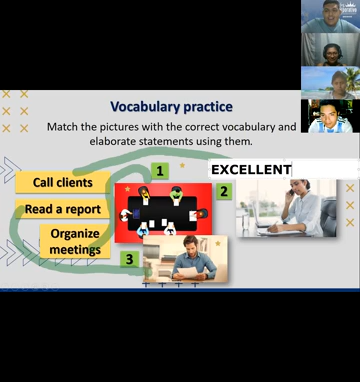 Vocabulary practice
Match the pictures with the correct vocabulary and
elaborate statements using them.
1
EXCELLENT
Call clients
2
Read a report
Organize
meetings
3